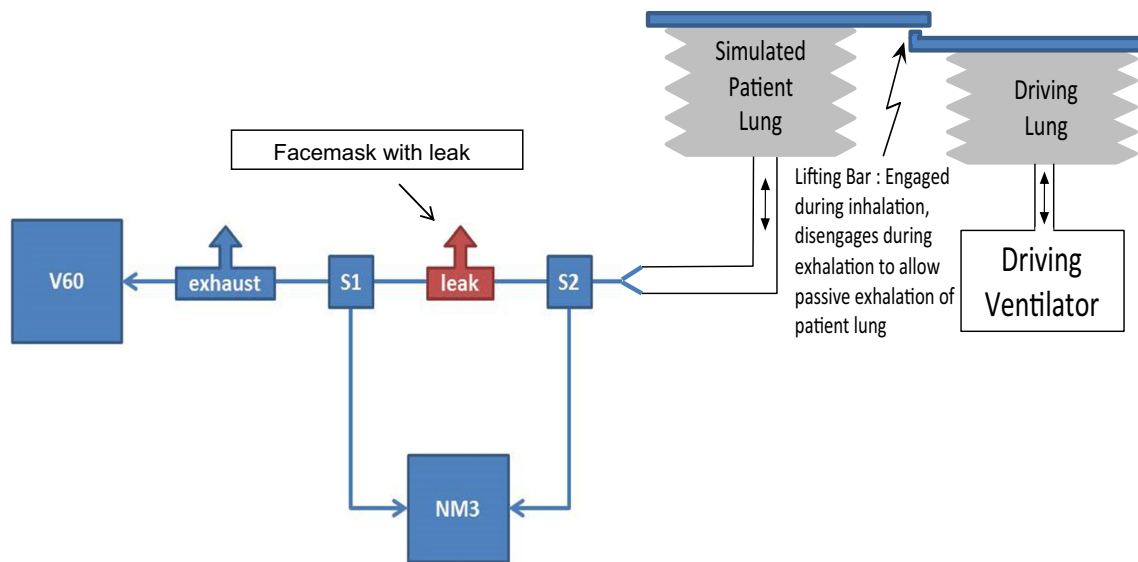 Simulated
Patient
Lung
Driving
Lung
Facemask with leak
Lifting Bar : Engaged
during inhalation,
disengages during
exhalation to allow
passive exhalation of
patient lung
V60
exhaust
S1
leak
S2
Driving
Ventilator
NM3